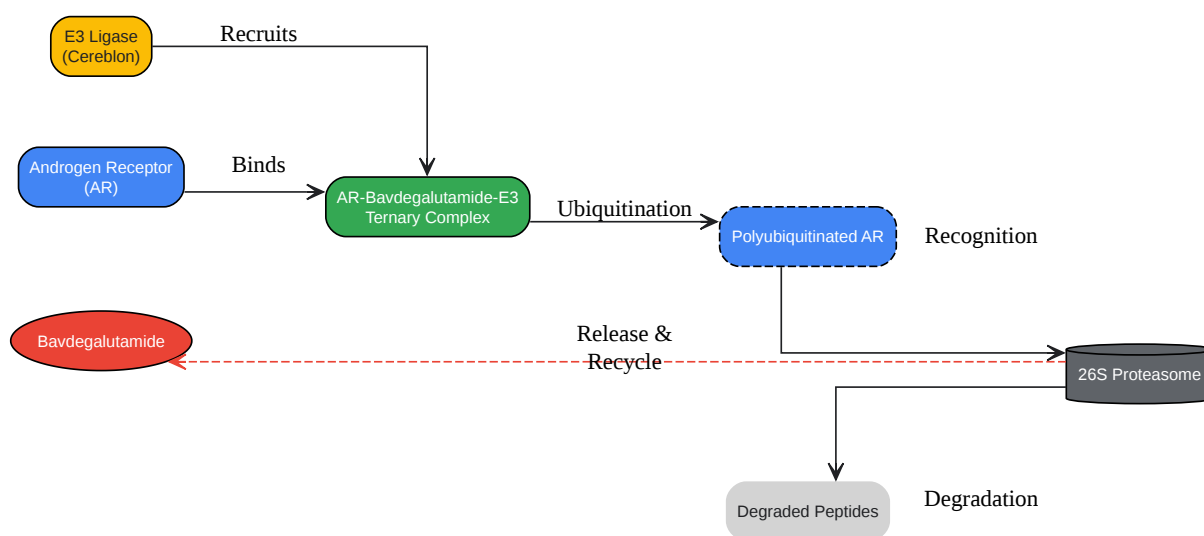 E3 Ligase
(Cereblon)
Recruits
Androgen Receptor
(AR)
Binds
AR-Bavdegalutamide-E3
Ternary Complex
Ubiquitination
Polyubiquitinated AR
Recognition
Bavdegalutamide
Release &
Recycle
26S Proteasome
Degraded Peptides
Degradation